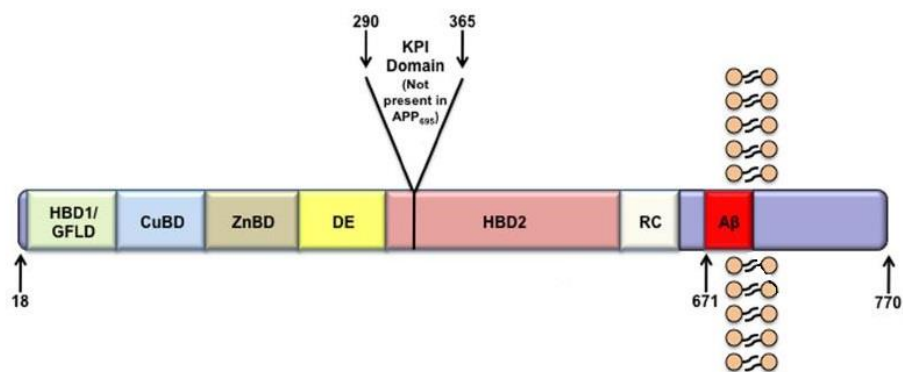 290
365
KPI
Domain
(Not
present in
APP695)
HBD1/
GFLD
CuBD
ZnBD
DE
HBD2
RC
Aβ
18
671
770